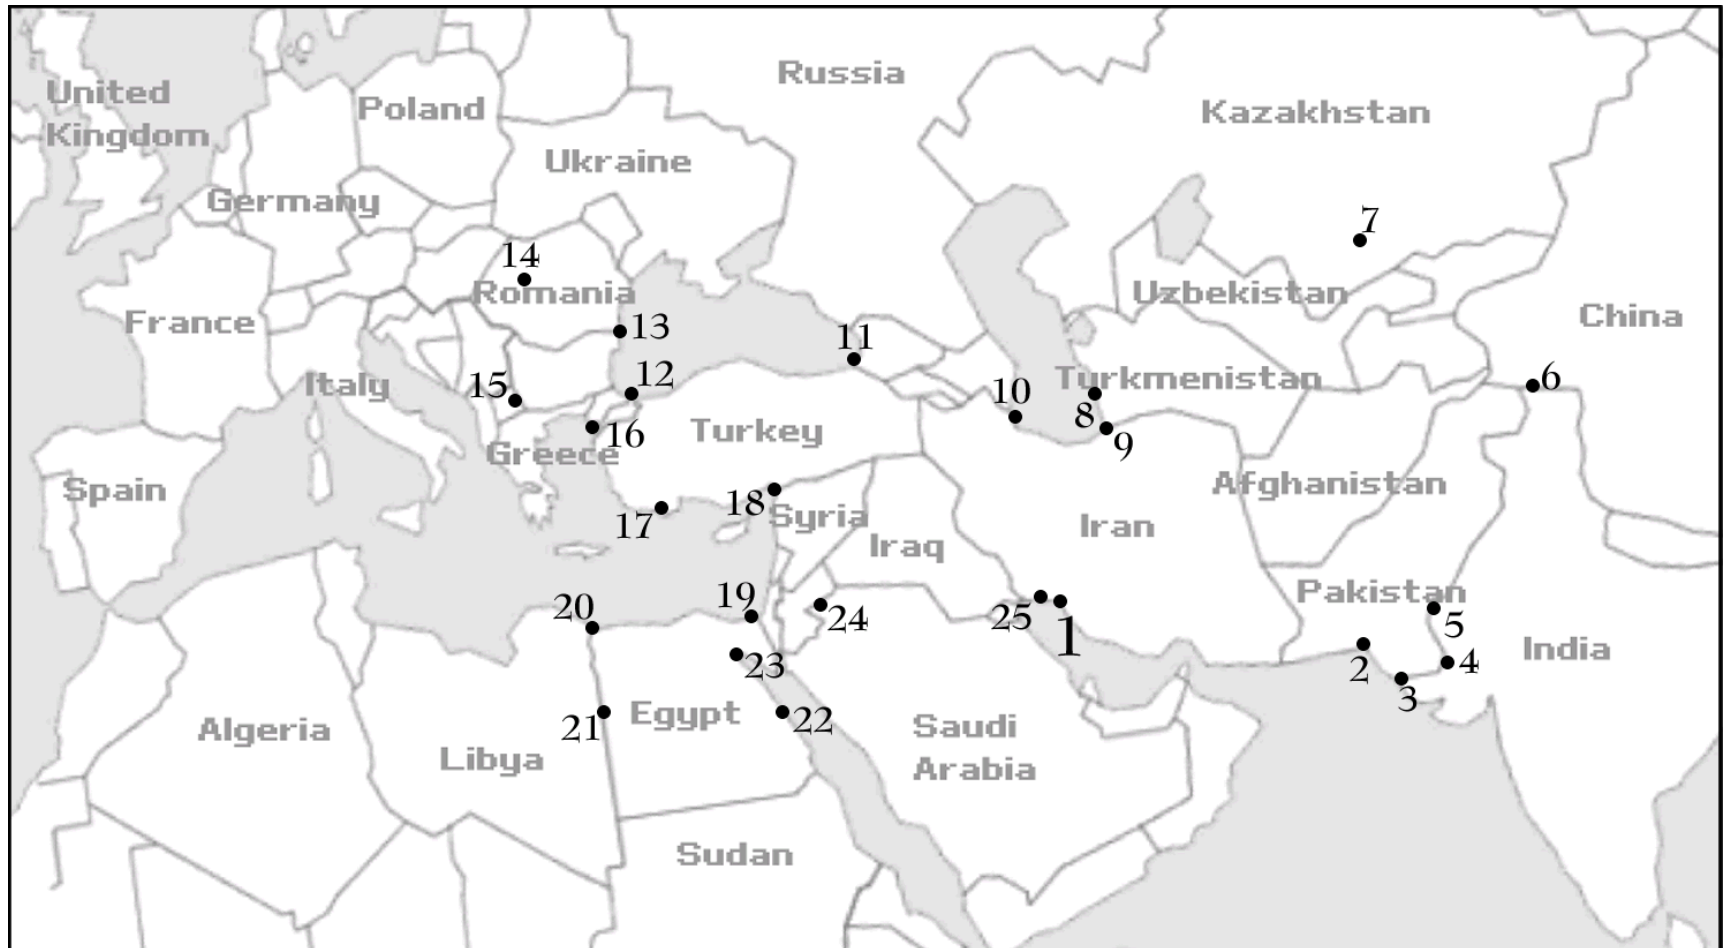 Russia
United
Kingdom
Poland
Kazakhstan
Ukraine
Germany
7
14
Romania
Uzbekistan
France
13
China
11
Italy
15
12
Turkmenistan
6
10
8
16
Turkey
9
Greece
Spain
Afghanistan
17
18
Syria
Iran
Iraq
20
19
24
25
1
Pakistan
5
2
4
India
3
23
21
Egypt
22
Algeria
Saudi
Arabia
Libya
Sudan